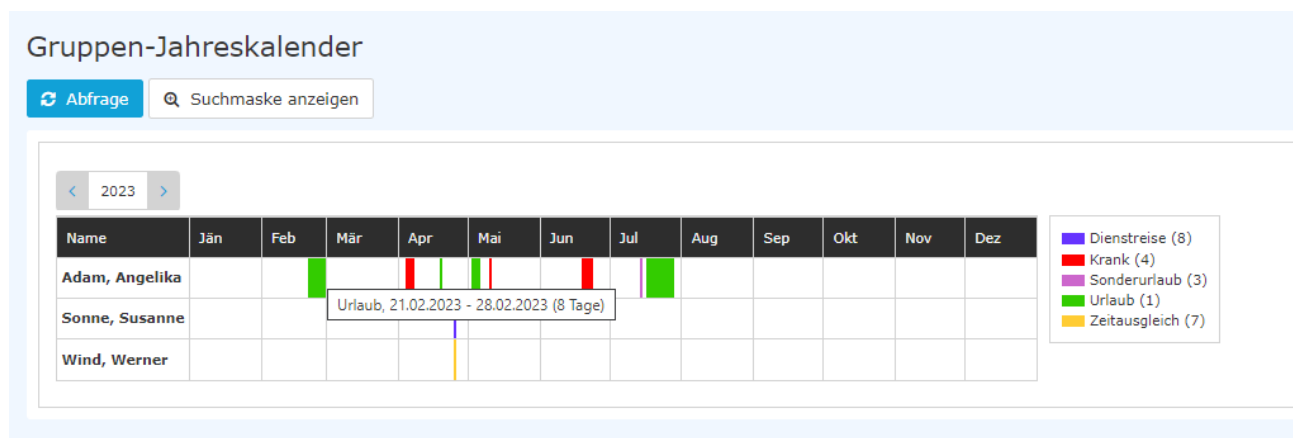 Gruppen-Jahreskalender
Abfrage Suchmaske anzeigen
2023
Name Jän Feb Mär Apr Mai Jun Jul Aug Sep Okt Nov Dez
Adam, Angelika
Urlaub, 21.02.2023 - 28.02.2023 (8 Tage)
Sonne, Susanne
Wind, Werner
Dienstreise (8)
Krank (4)
Sonderurlaub (3)
Urlaub (1)
Zeitausgleich (7)